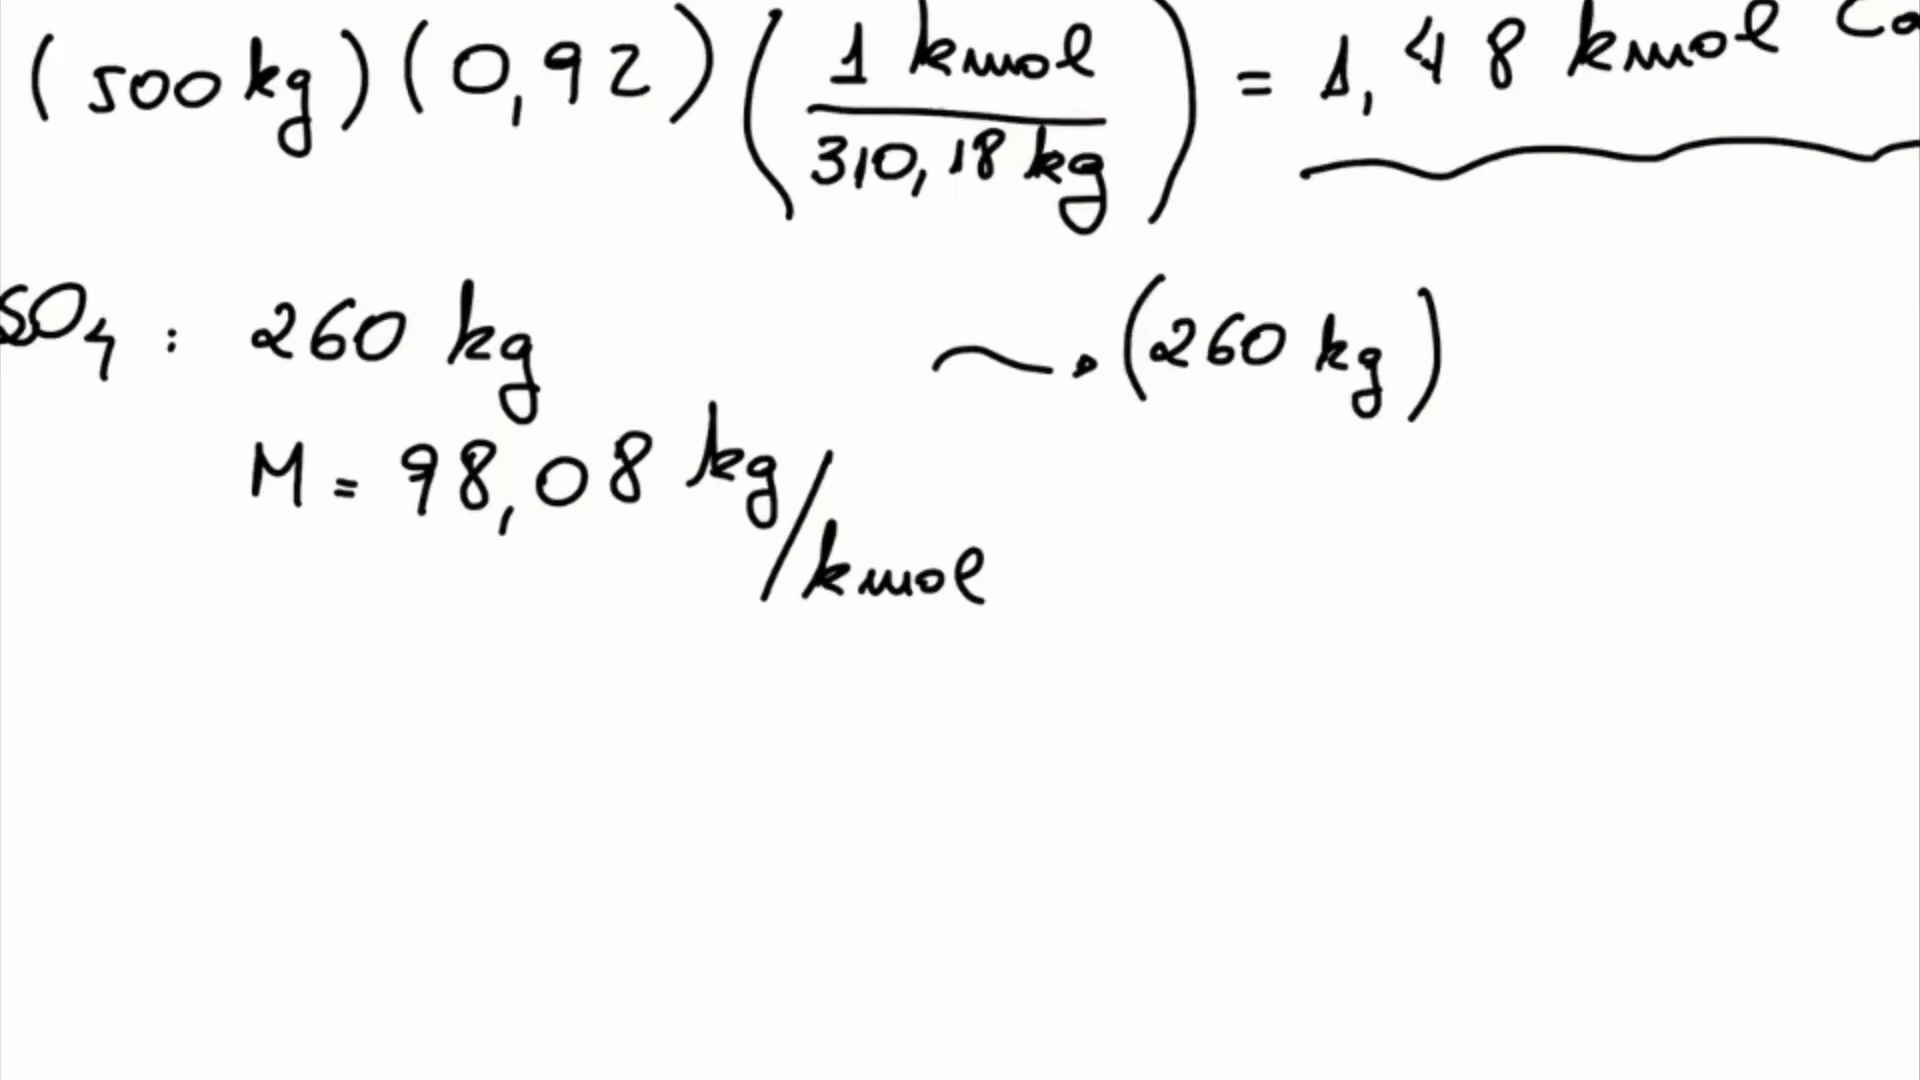 (500 kg) (0,92) (1 kmol / 310,18 kg) = 1,48 kmol Ca
SO4 : 260 kg → (260 kg)
M = 98,08 kg/kmol